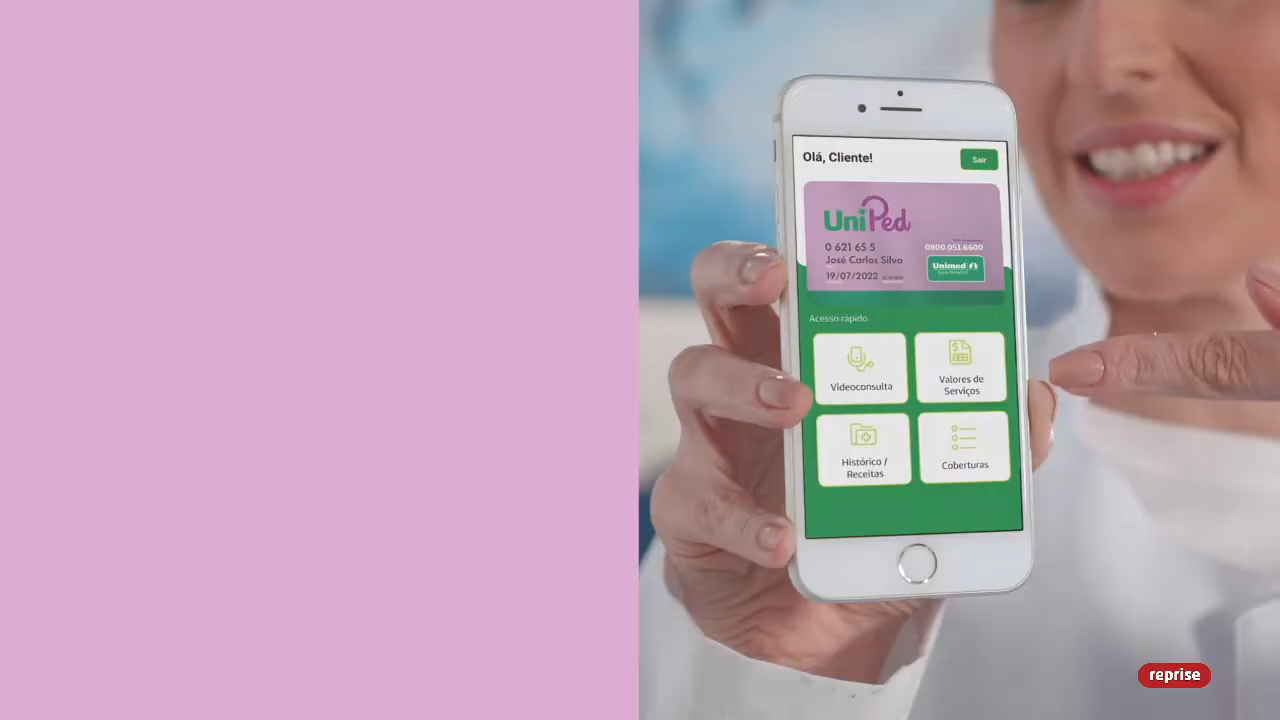 Olá, Cliente!
Sair
UniPed
0 621 65 5
0800.051.6600
José Carlos Silva
Unimed
19/07/2022
Acesso rápido
Videoconsulta
Valores de
Serviços
Histórico /
Receitas
Coberturas
reprise